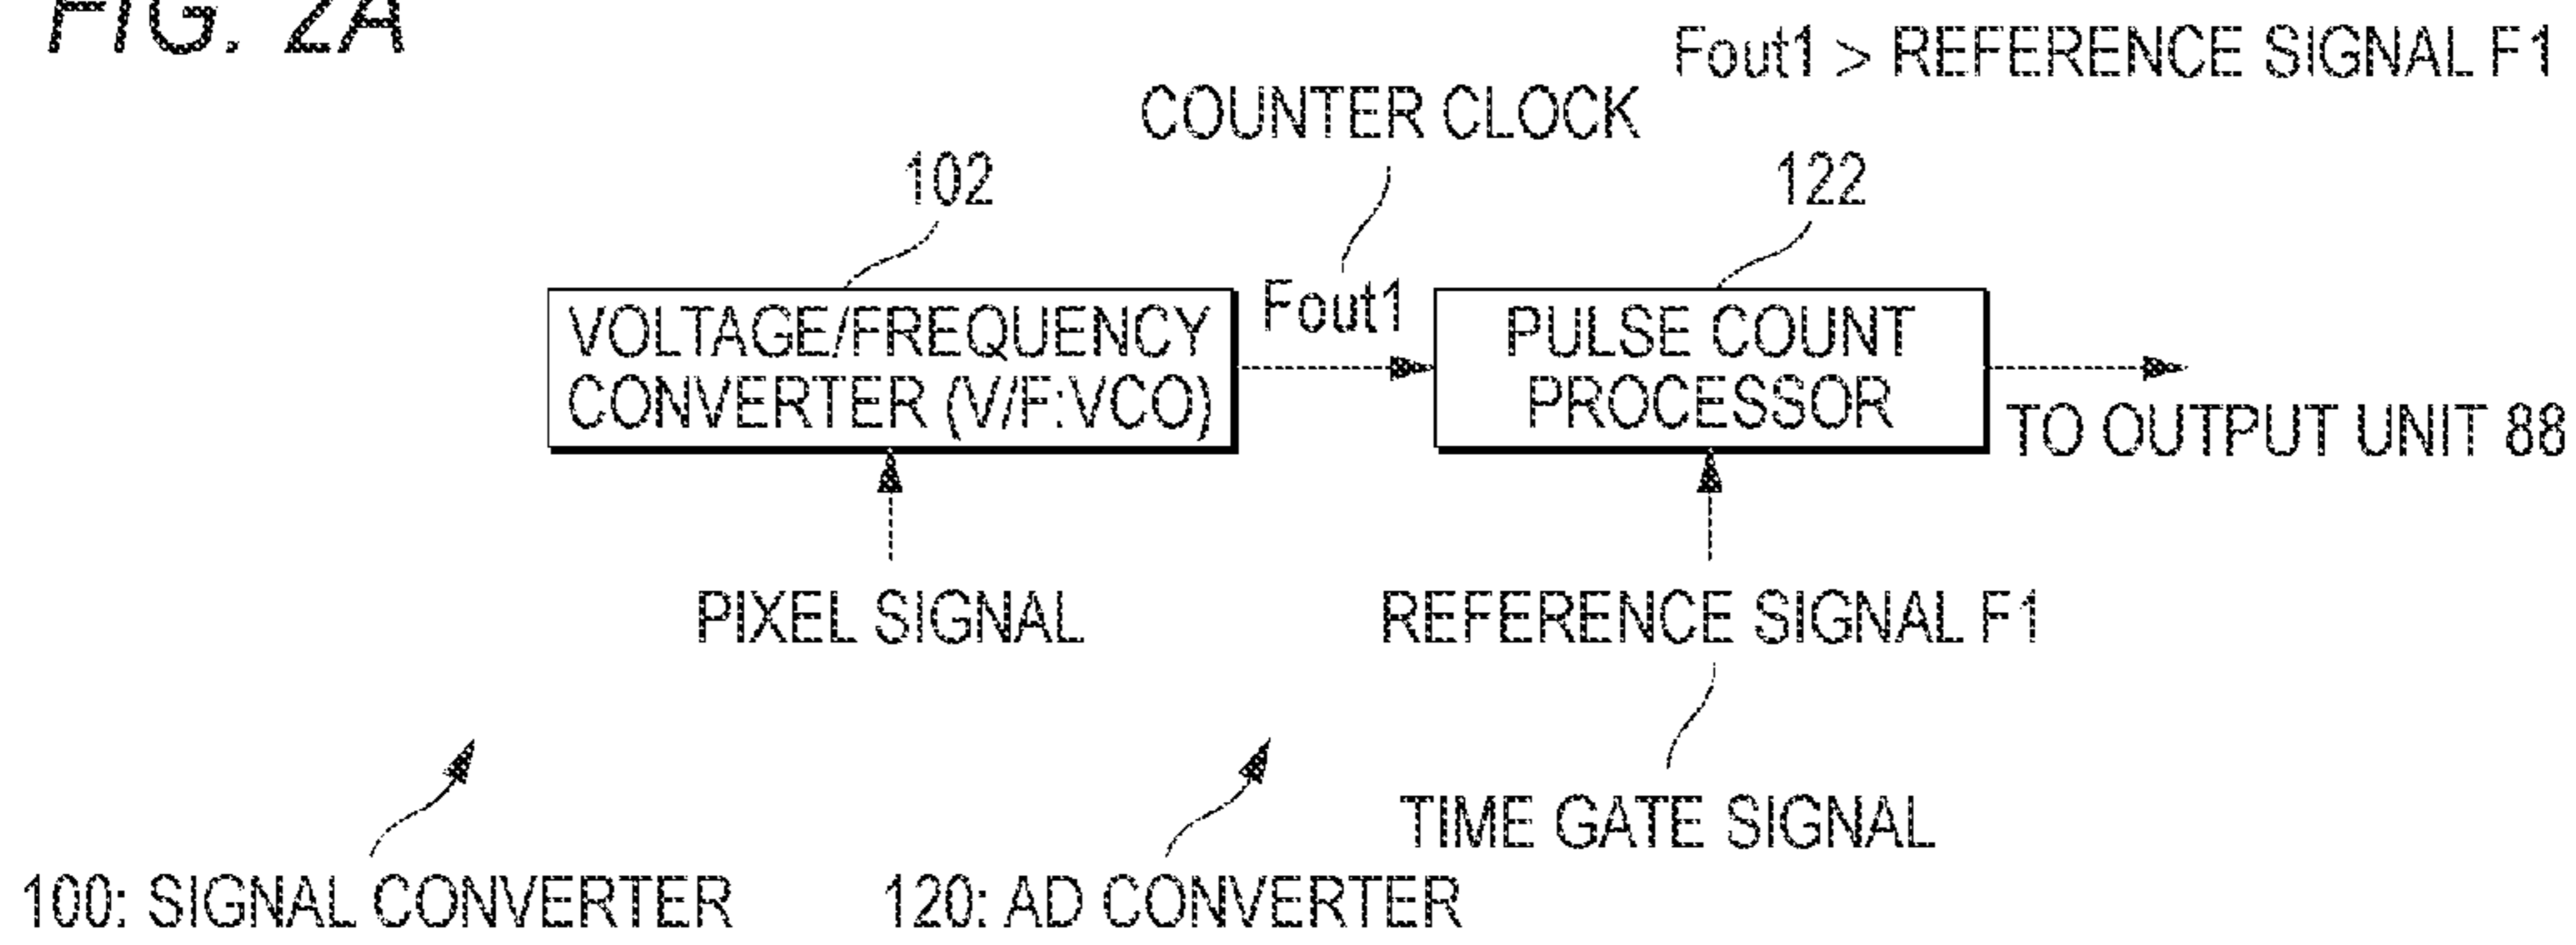 FIG. 2A
Fout1 > REFERENCE SIGNAL F1
COUNTER CLOCK
102
122
VOLTAGE/FREQUENCY
CONVERTER (V/F:VCO)
Fout1
PULSE COUNT
PROCESSOR
TO OUTPUT UNIT 88
PIXEL SIGNAL
REFERENCE SIGNAL F1
TIME GATE SIGNAL
100: SIGNAL CONVERTER
120: AD CONVERTER